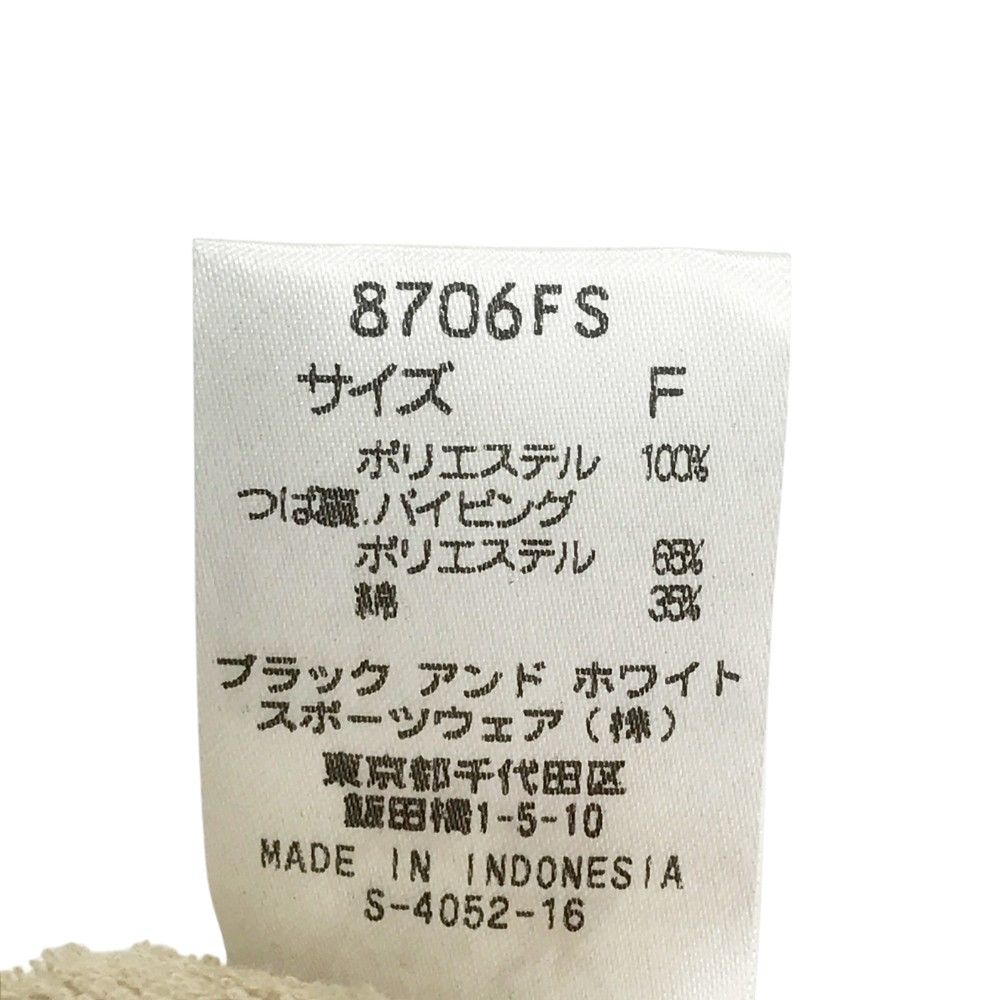 8706FS
サイズ F
ポリエステル 100%
つば裏.パイピング
ポリエステル 65%
綿 35%
ブラック アンド ホワイト
スポーツウェア(株)
東京都千代田区
飯田橋1-5-10
MADE IN INDONESIA
S-4052-16